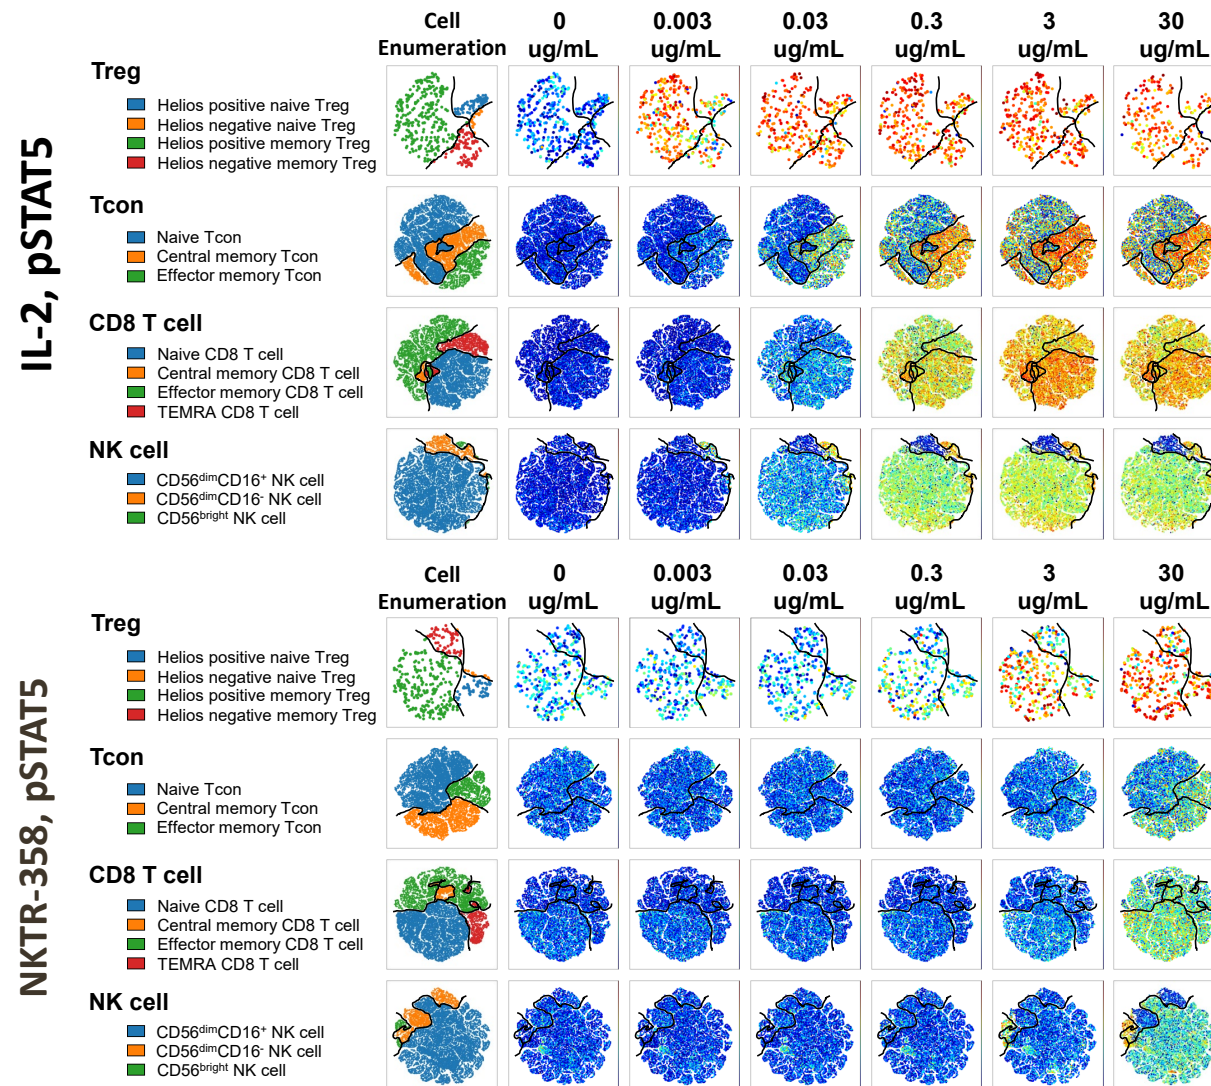 IL-2, pSTAT5
Cell Enumeration
0 ug/mL
0.003 ug/mL
0.03 ug/mL
0.3 ug/mL
3 ug/mL
30 ug/mL
Treg
Helios positive naive Treg
Helios negative naive Treg
Helios positive memory Treg
Helios negative memory Treg
Tcon
Naive Tcon
Central memory Tcon
Effector memory Tcon
CD8 T cell
Naive CD8 T cell
Central memory CD8 T cell
Effector memory CD8 T cell
TEMRA CD8 T cell
NK cell
CD56dimCD16+ NK cell
CD56dimCD16- NK cell
CD56bright NK cell
NKTR-358, pSTAT5
Cell Enumeration
0 ug/mL
0.003 ug/mL
0.03 ug/mL
0.3 ug/mL
3 ug/mL
30 ug/mL
Treg
Helios positive naive Treg
Helios negative naive Treg
Helios positive memory Treg
Helios negative memory Treg
Tcon
Naive Tcon
Central memory Tcon
Effector memory Tcon
CD8 T cell
Naive CD8 T cell
Central memory CD8 T cell
Effector memory CD8 T cell
TEMRA CD8 T cell
NK cell
CD56dimCD16+ NK cell
CD56dimCD16- NK cell
CD56bright NK cell